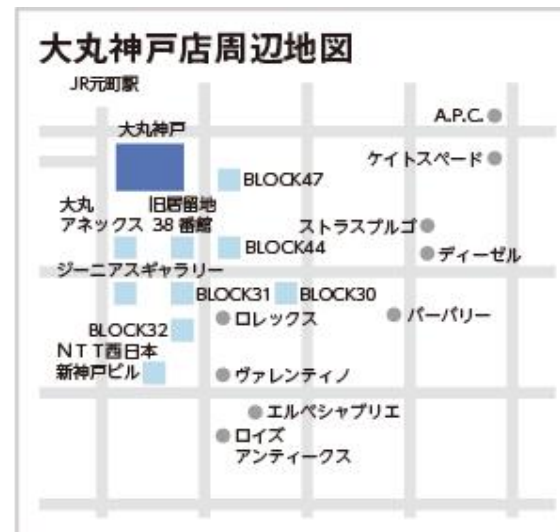 大丸神戸店周辺地図
JR元町駅
A.P.C.
大丸神戸
ケイトスペード
BLOCK47
大丸
アネックス
旧居留地
38番館
ストラスブルゴ
BLOCK44
ディーゼル
ジーニアスギャラリー
BLOCK31
BLOCK30
ロレックス
バーバリー
BLOCK32
NTT西日本
新神戸ビル
ヴァレンティノ
エルベシャプリエ
ロイズ
アンティークス